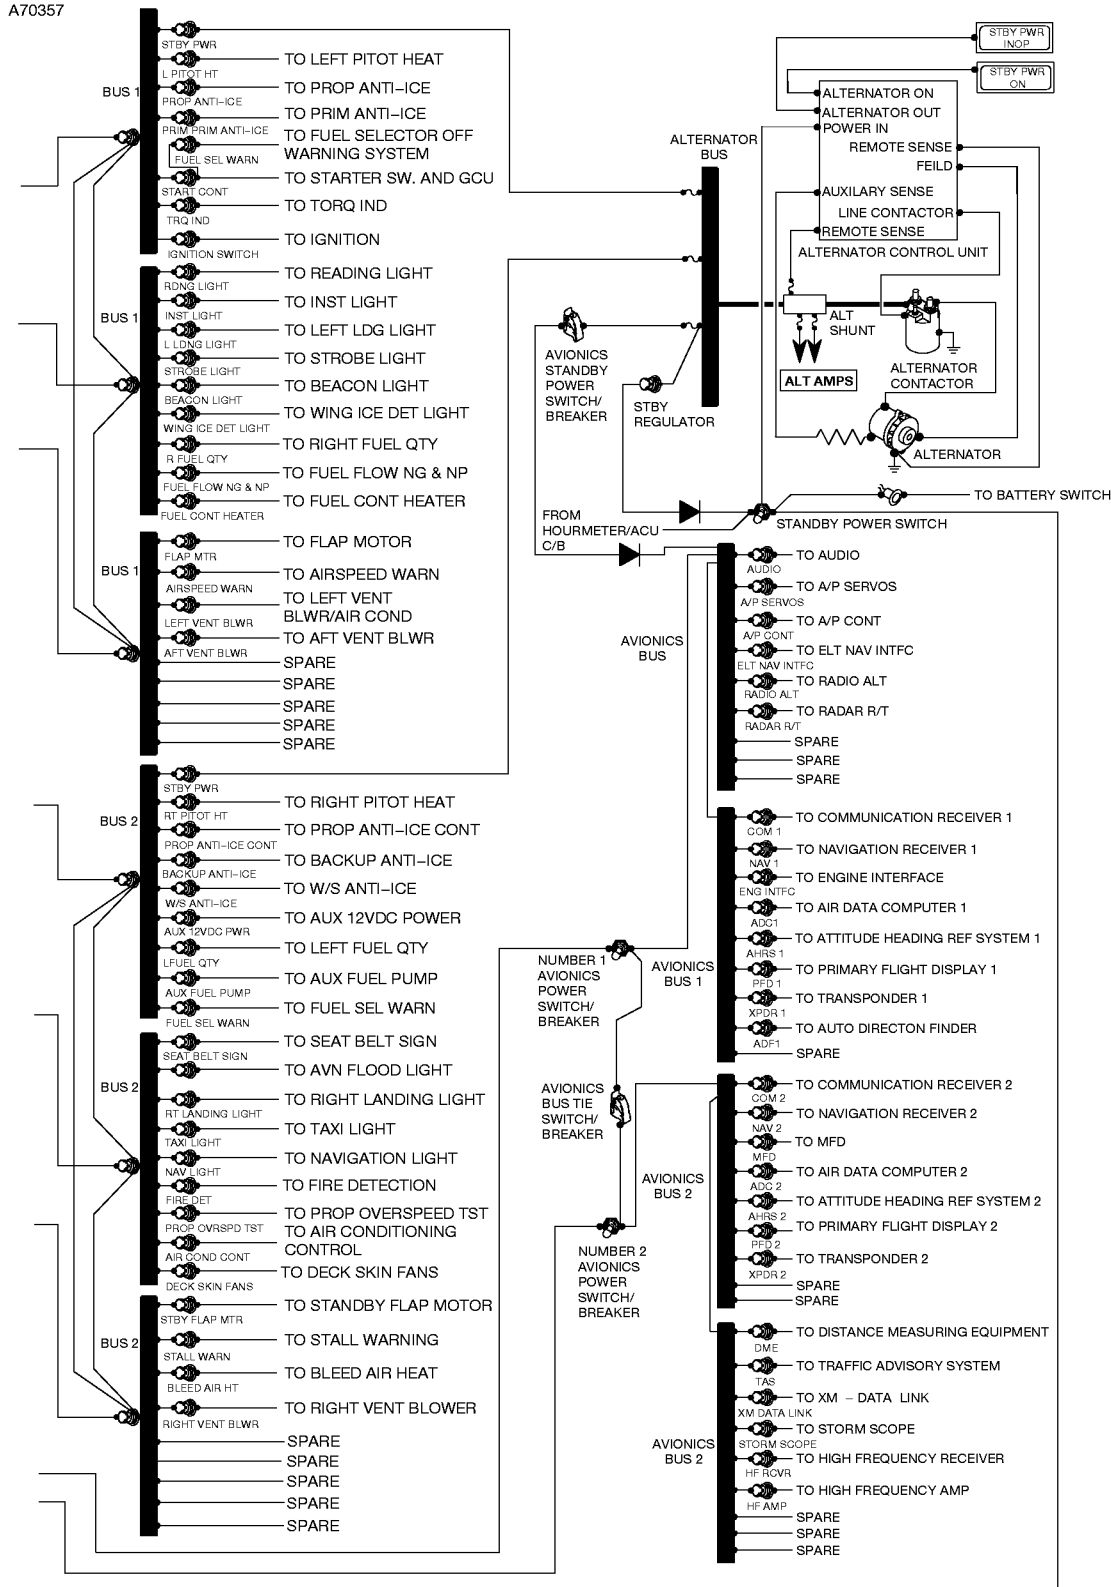 A70357
BUS 1
STBY PWR
TO LEFT PITOT HEAT
L PITOT HT
TO PROP ANTI-ICE
PROP ANTI-ICE
TO PRIM ANTI-ICE
PRIM PRIM ANTI-ICE
TO FUEL SELECTOR OFF
WARNING SYSTEM
FUEL SEL WARN
TO STARTER SW. AND GCU
START CONT
TO TORQ IND
TRQ IND
TO IGNITION
IGNITION SWITCH
BUS 1
TO READING LIGHT
RDNG LIGHT
TO INST LIGHT
INST LIGHT
TO LEFT LDG LIGHT
L LDNG LIGHT
TO STROBE LIGHT
STROBE LIGHT
TO BEACON LIGHT
BEACON LIGHT
TO WING ICE DET LIGHT
WING ICE DET LIGHT
TO RIGHT FUEL QTY
R FUEL QTY
TO FUEL FLOW NG & NP
FUEL FLOW NG & NP
TO FUEL CONT HEATER
FUEL CONT HEATER
BUS 1
TO FLAP MOTOR
FLAP MTR
TO AIRSPEED WARN
AIRSPEED WARN
TO LEFT VENT
BLWR/AIR COND
LEFT VENT BLWR
TO AFT VENT BLWR
AFT VENT BLWR
SPARE
SPARE
SPARE
SPARE
SPARE
BUS 2
STBY PWR
TO RIGHT PITOT HEAT
RT PITOT HT
TO PROP ANTI-ICE CONT
PROP ANTI-ICE CONT
TO BACKUP ANTI-ICE
BACKUP ANTI-ICE
TO W/S ANTI-ICE
W/S ANTI-ICE
TO AUX 12VDC POWER
AUX 12VDC PWR
TO LEFT FUEL QTY
LFUEL QTY
TO AUX FUEL PUMP
AUX FUEL PUMP
TO FUEL SEL WARN
FUEL SEL WARN
BUS 2
TO SEAT BELT SIGN
SEAT BELT SIGN
TO AVN FLOOD LIGHT
TO RIGHT LANDING LIGHT
RT LANDING LIGHT
TO TAXI LIGHT
TAXI LIGHT
TO NAVIGATION LIGHT
NAV LIGHT
TO FIRE DETECTION
FIRE DET
TO PROP OVERSPEED TST
PROP OVRSPD TST
TO AIR CONDITIONING
CONTROL
AIR COND CONT
TO DECK SKIN FANS
DECK SKIN FANS
BUS 2
TO STANDBY FLAP MOTOR
STBY FLAP MTR
TO STALL WARNING
STALL WARN
TO BLEED AIR HEAT
BLEED AIR HT
TO RIGHT VENT BLOWER
RIGHT VENT BLWR
SPARE
SPARE
SPARE
SPARE
SPARE
STBY PWR
INOP
STBY PWR
ON
ALTERNATOR ON
ALTERNATOR OUT
POWER IN
REMOTE SENSE
FEILD
AUXILARY SENSE
LINE CONTACTOR
REMOTE SENSE
ALTERNATOR CONTROL UNIT
ALTERNATOR
BUS
ALT
SHUNT
ALT AMPS
ALTERNATOR
CONTACTOR
ALTERNATOR
AVIONICS
STANDBY
POWER
SWITCH/
BREAKER
STBY
REGULATOR
TO BATTERY SWITCH
STANDBY POWER SWITCH
FROM
HOURMETER/ACU
C/B
AVIONICS
BUS
TO AUDIO
AUDIO
TO A/P SERVOS
A/P SERVOS
TO A/P CONT
A/P CONT
TO ELT NAV INTFC
ELT NAV INTFC
TO RADIO ALT
RADIO ALT
TO RADAR R/T
RADAR R/T
SPARE
SPARE
SPARE
NUMBER 1
AVIONICS
POWER
SWITCH/
BREAKER
AVIONICS
BUS 1
TO COMMUNICATION RECEIVER 1
COM 1
TO NAVIGATION RECEIVER 1
NAV 1
TO ENGINE INTERFACE
ENG INTFC
TO AIR DATA COMPUTER 1
ADC1
TO ATTITUDE HEADING REF SYSTEM 1
AHRS 1
TO PRIMARY FLIGHT DISPLAY 1
PFD 1
TO TRANSPONDER 1
XPDR 1
TO AUTO DIRECTON FINDER
ADF1
SPARE
AVIONICS
BUS TIE
SWITCH/
BREAKER
NUMBER 2
AVIONICS
POWER
SWITCH/
BREAKER
AVIONICS
BUS 2
TO COMMUNICATION RECEIVER 2
COM 2
TO NAVIGATION RECEIVER 2
NAV 2
TO MFD
MFD
TO AIR DATA COMPUTER 2
ADC 2
TO ATTITUDE HEADING REF SYSTEM 2
AHRS 2
TO PRIMARY FLIGHT DISPLAY 2
PFD 2
TO TRANSPONDER 2
XPDR 2
SPARE
SPARE
AVIONICS
BUS 2
TO DISTANCE MEASURING EQUIPMENT
DME
TO TRAFFIC ADVISORY SYSTEM
TAS
TO XM - DATA LINK
XM DATA LINK
TO STORM SCOPE
STORM SCOPE
TO HIGH FREQUENCY RECEIVER
HF RCVR
TO HIGH FREQUENCY AMP
HF AMP
SPARE
SPARE
SPARE